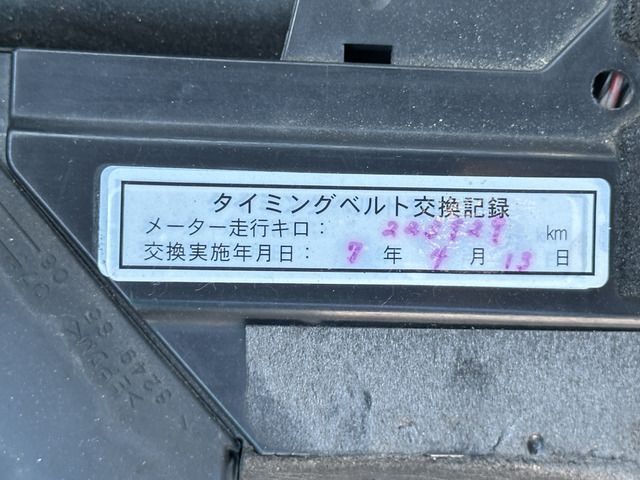 タイミングベルト交換記録
メーター走行キロ： km
交換実施年月日： 7 年 4 月 13 日